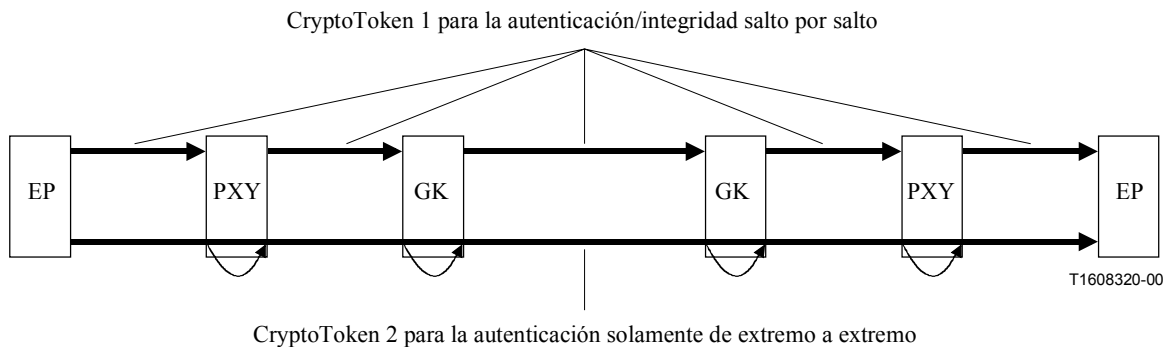 CryptoToken 1 para la autenticación/integridad salto por salto
EP
PXY
GK
GK
PXY
EP
T1608320-00
CryptoToken 2 para la autenticación solamente de extremo a extremo